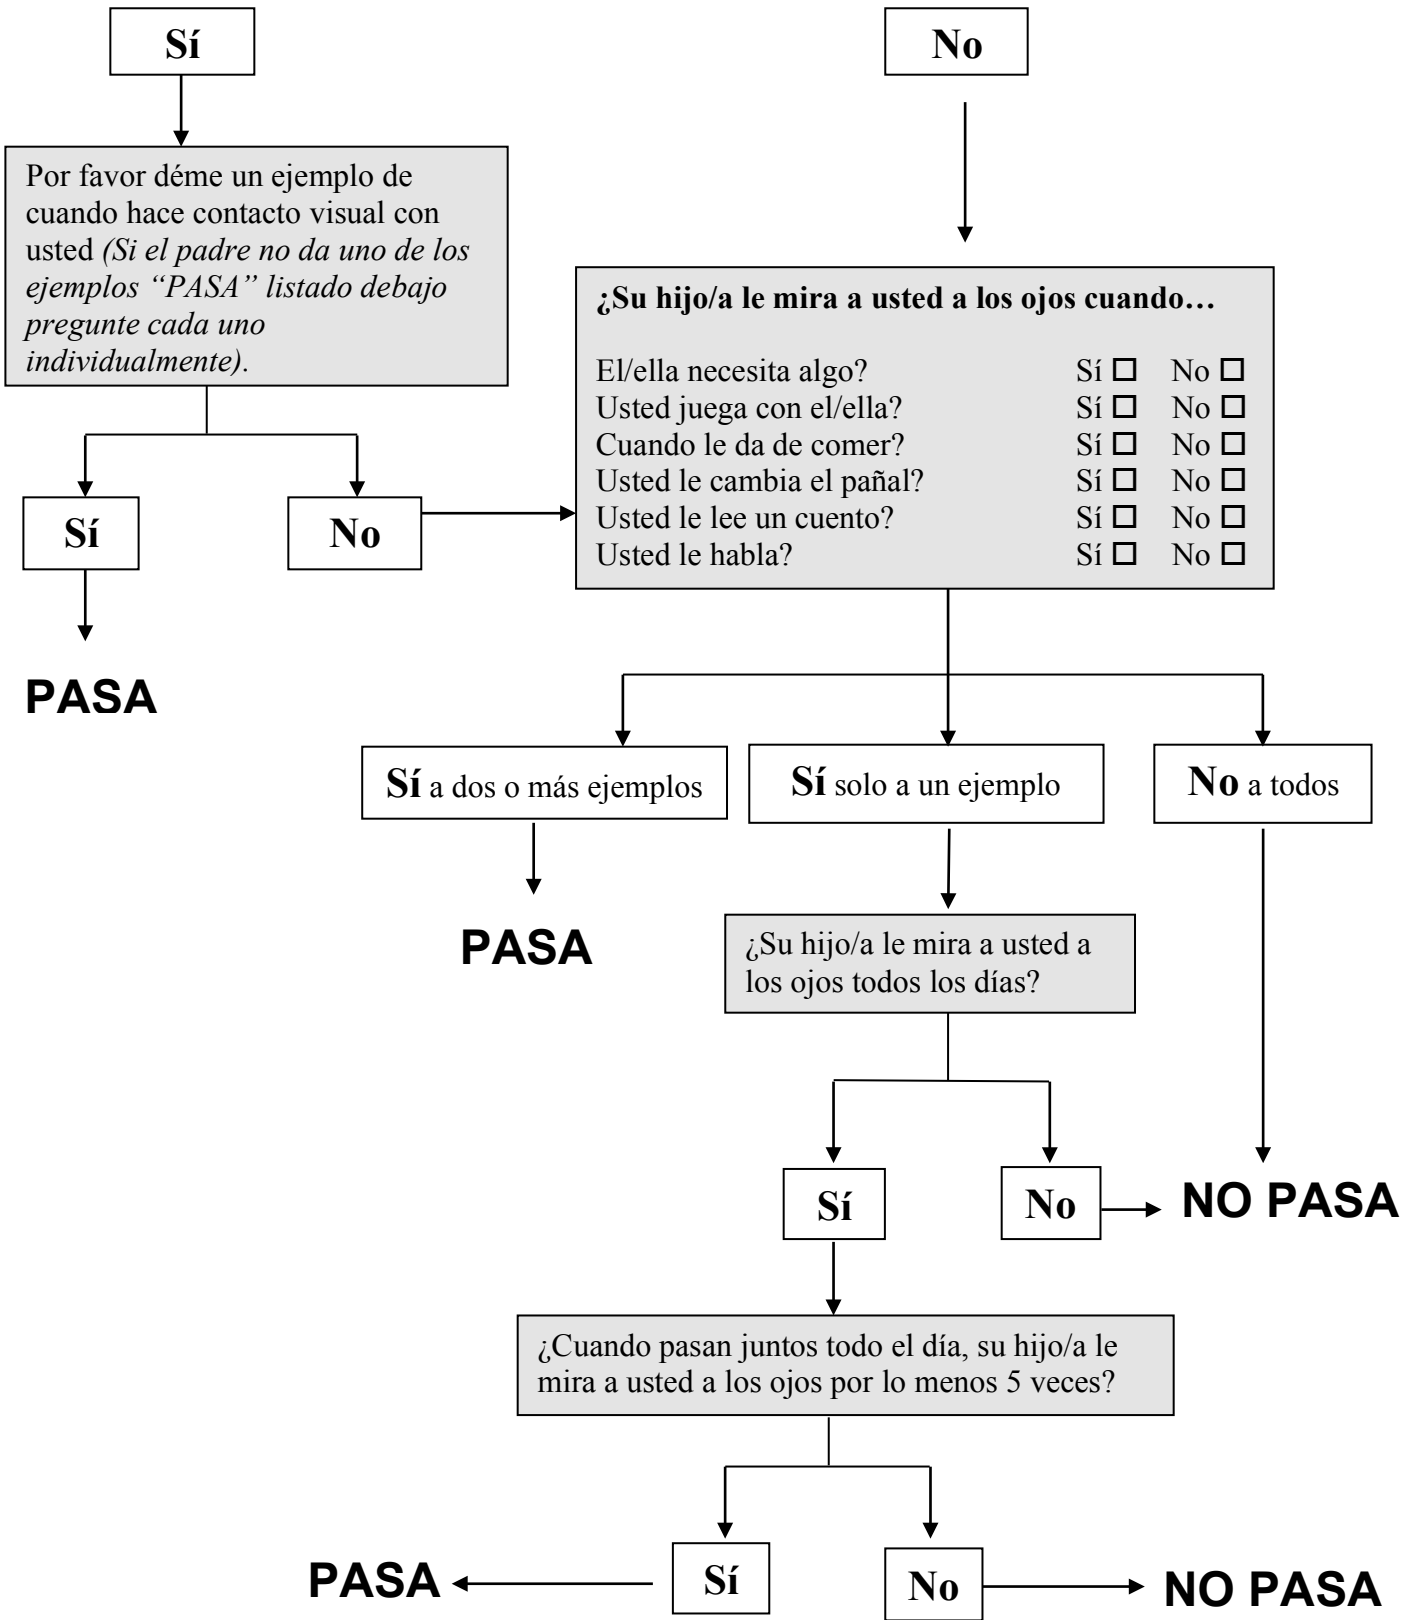 Sí
No
Por favor déme un ejemplo de
cuando hace contacto visual con
usted (Si el padre no da uno de los
ejemplos “PASA” listado debajo
pregunte cada uno
individualmente).
¿Su hijo/a le mira a usted a los ojos cuando…
El/ella necesita algo? Sí ☐ No ☐
Usted juega con el/ella? Sí ☐ No ☐
Cuando le da de comer? Sí ☐ No ☐
Usted le cambia el pañal? Sí ☐ No ☐
Usted le lee un cuento? Sí ☐ No ☐
Usted le habla? Sí ☐ No ☐
Sí
No
PASA
Sí a dos o más ejemplos
Sí solo a un ejemplo
No a todos
PASA
¿Su hijo/a le mira a usted a
los ojos todos los días?
Sí
No
NO PASA
¿Cuando pasan juntos todo el día, su hijo/a le
mira a usted a los ojos por lo menos 5 veces?
PASA
Sí
No
NO PASA